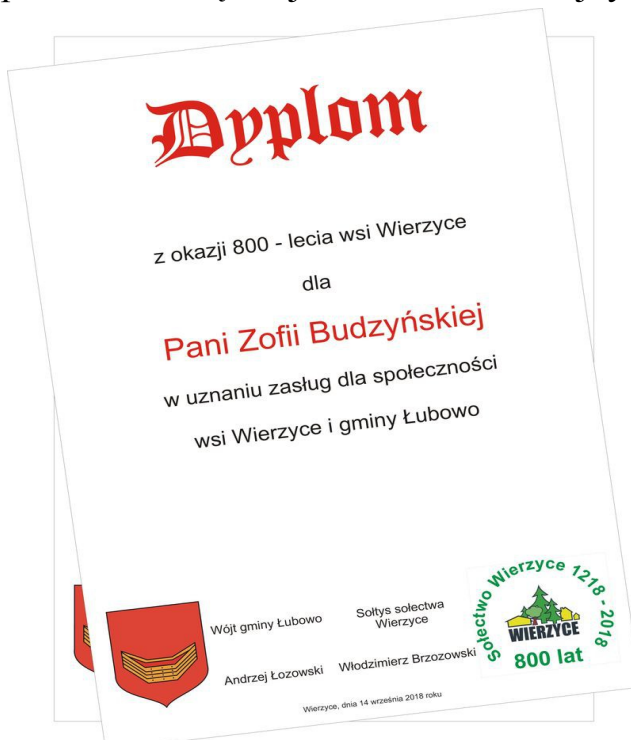 Dyplom
z okazji 800 - lecia wsi Wierzyce
dla
Pani Zofii Budzyńskiej
w uznaniu zasług dla społeczności
wsi Wierzyce i gminy Łubowo
Wójt gminy Łubowo
Sołtys sołectwa
Wierzyce
Andrzej Łozowski
Włodzimierz Brzozowski
Wierzyce, dnia 14 września 2018 roku
Sołectwo Wierzyce 1218 - 2018
WIERZYCE
800 lat